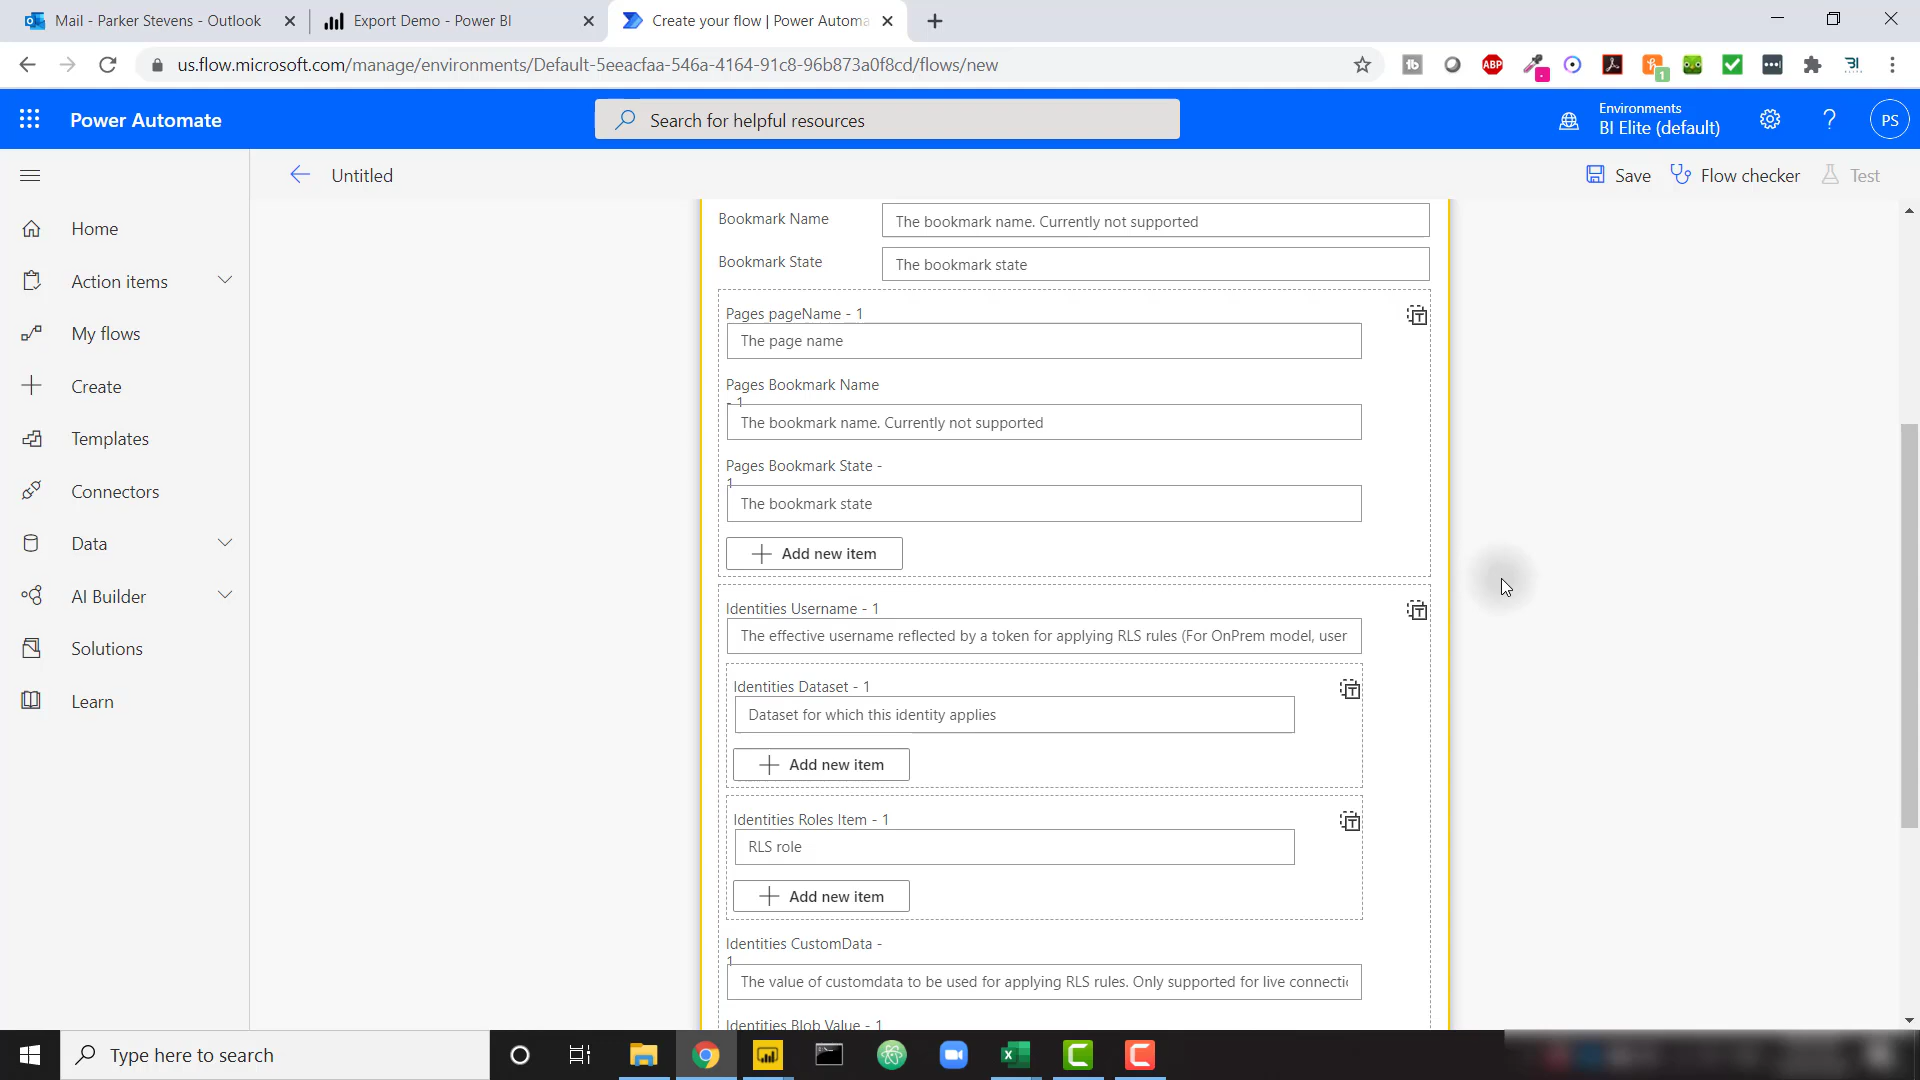 Mail - Parker Stevens - Outlook
Export Demo - Power BI
Create your flow | Power Automa
us.flow.microsoft.com/manage/environments/Default-5eeacfaa-546a-4164-91c8-96b873a0f8cd/flows/new
ABP
1
Power Automate
Search for helpful resources
Environments
BI Elite (default)
PS
Untitled
Save
Flow checker
Test
Home
Action items
My flows
Create
Templates
Connectors
Data
AI Builder
Solutions
Learn
Bookmark Name
The bookmark name. Currently not supported
Bookmark State
The bookmark state
Pages pageName - 1
The page name
Pages Bookmark Name
- 1
The bookmark name. Currently not supported
Pages Bookmark State -
1
The bookmark state
Add new item
Identities Username - 1
The effective username reflected by a token for applying RLS rules (For OnPrem model, user
Identities Dataset - 1
Dataset for which this identity applies
Add new item
Identities Roles Item - 1
RLS role
Add new item
Identities CustomData -
1
The value of customdata to be used for applying RLS rules. Only supported for live connecti
Identities Blob Value - 1
Type here to search